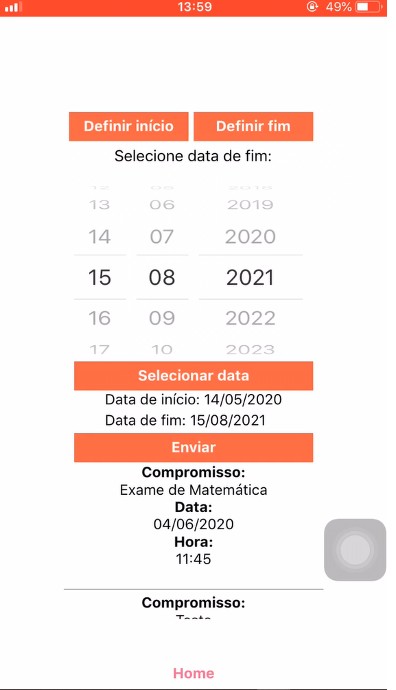 13:59 49%
Definir início Definir fim
Selecione data de fim:
13 06 2019
14 07 2020
15 08 2021
16 09 2022
17 10 2023
Selecionar data
Data de início: 14/05/2020
Data de fim: 15/08/2021
Enviar
Compromisso:
Exame de Matemática
Data:
04/06/2020
Hora:
11:45
Compromisso:
Home